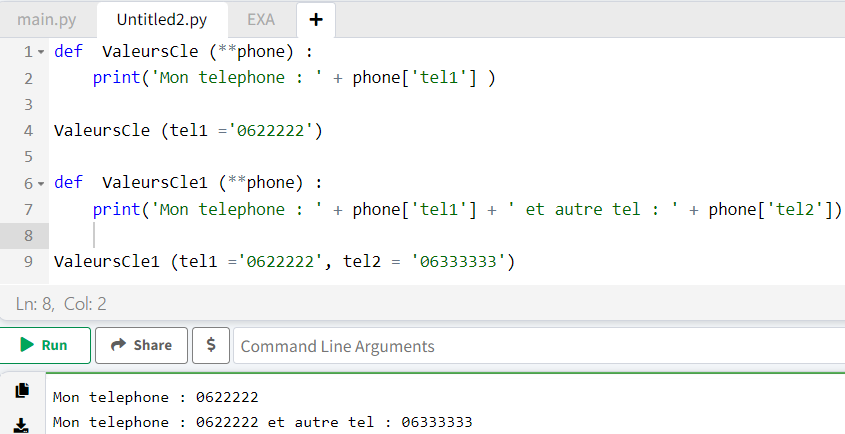 main.py Untitled2.py EXA +
1 def  ValeursCle (**phone) :
2     print('Mon telephone : ' + phone['tel1'] )
3
4 ValeursCle (tel1 ='0622222')
5
6 def  ValeursCle1 (**phone) :
7     print('Mon telephone : ' + phone['tel1'] + ' et autre tel : ' + phone['tel2'])
8
9 ValeursCle1 (tel1 ='0622222', tel2 = '06333333')
Ln: 8, Col: 2
Run Share $ Command Line Arguments
Mon telephone : 0622222
Mon telephone : 0622222 et autre tel : 06333333